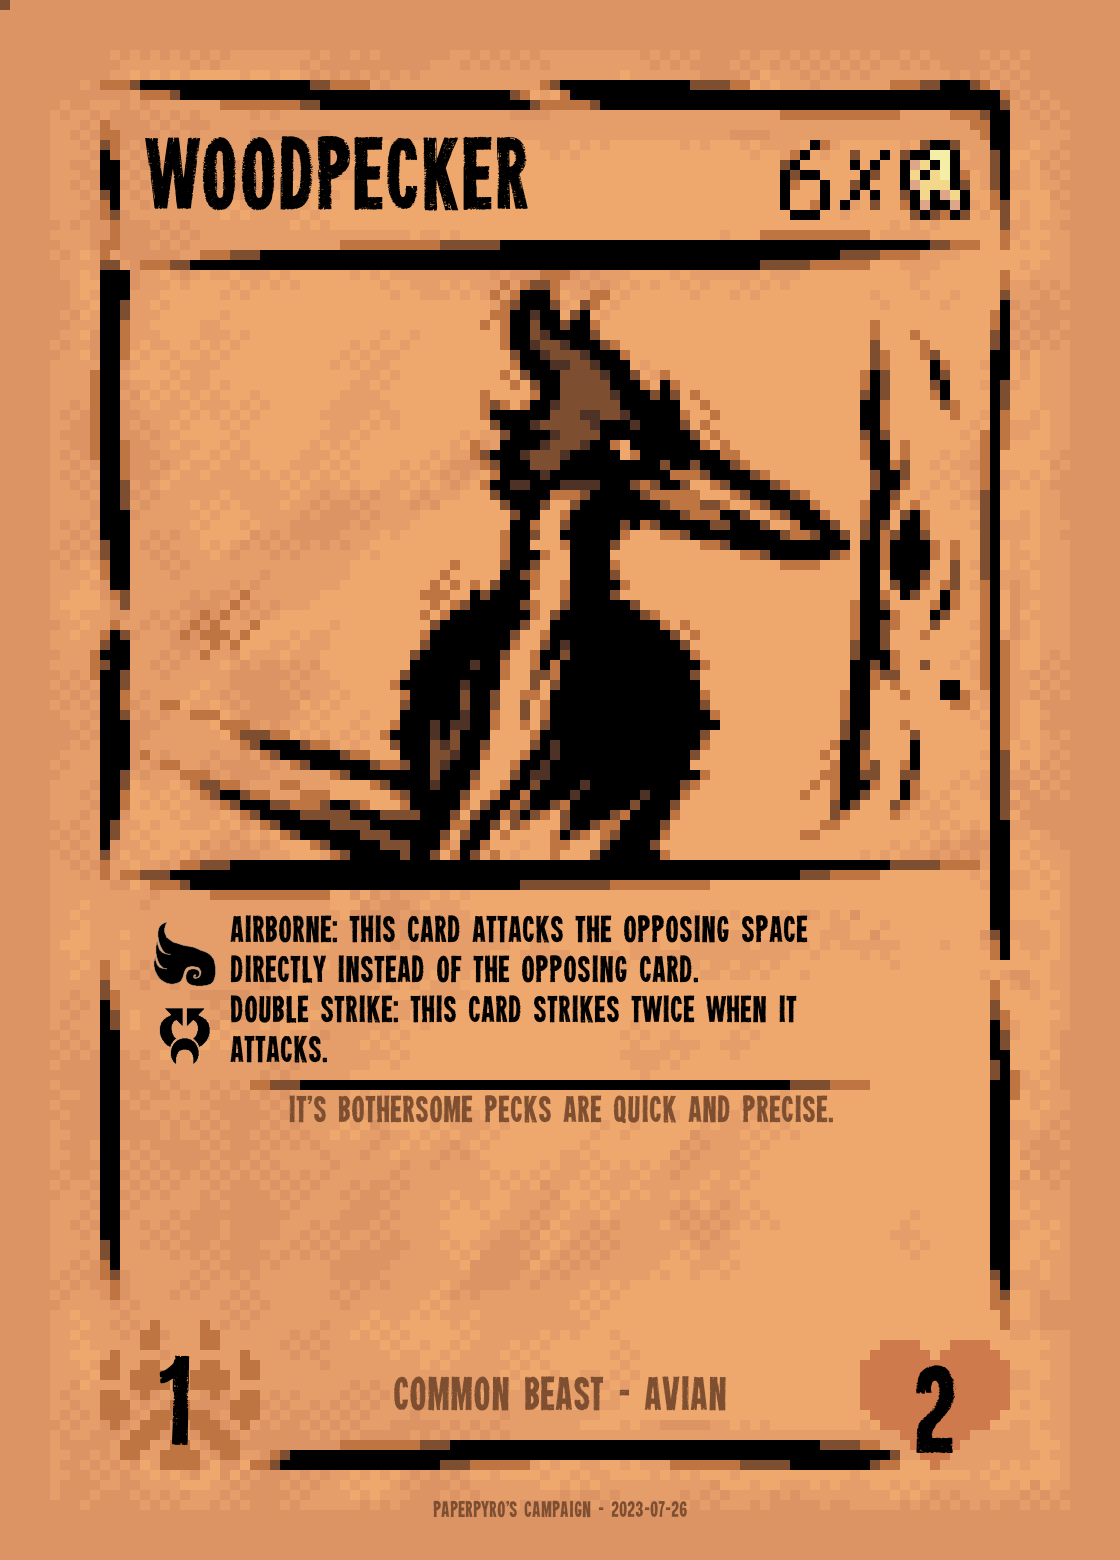 WOODPECKER
6x
AIRBORNE: THIS CARD ATTACKS THE OPPOSING SPACE
DIRECTLY INSTEAD OF THE OPPOSING CARD.
DOUBLE STRIKE: THIS CARD STRIKES TWICE WHEN IT
ATTACKS.
IT'S BOTHERSOME PECKS ARE QUICK AND PRECISE.
1
COMMON BEAST - AVIAN
2
PAPERPYRO'S CAMPAIGN - 2023-07-26